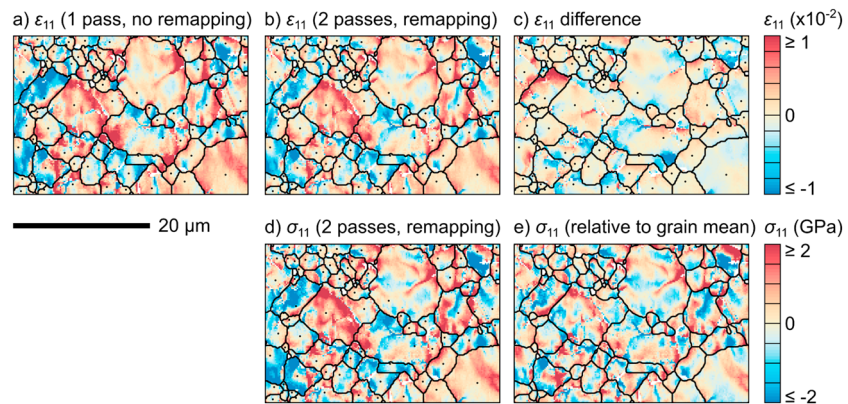 a) ε₁₁ (1 pass, no remapping)
b) ε₁₁ (2 passes, remapping)
c) ε₁₁ difference
ε₁₁ (x10⁻²)
≥ 1
0
≤ -1
20 μm
d) σ₁₁ (2 passes, remapping)
e) σ₁₁ (relative to grain mean)
σ₁₁ (GPa)
≥ 2
0
≤ -2